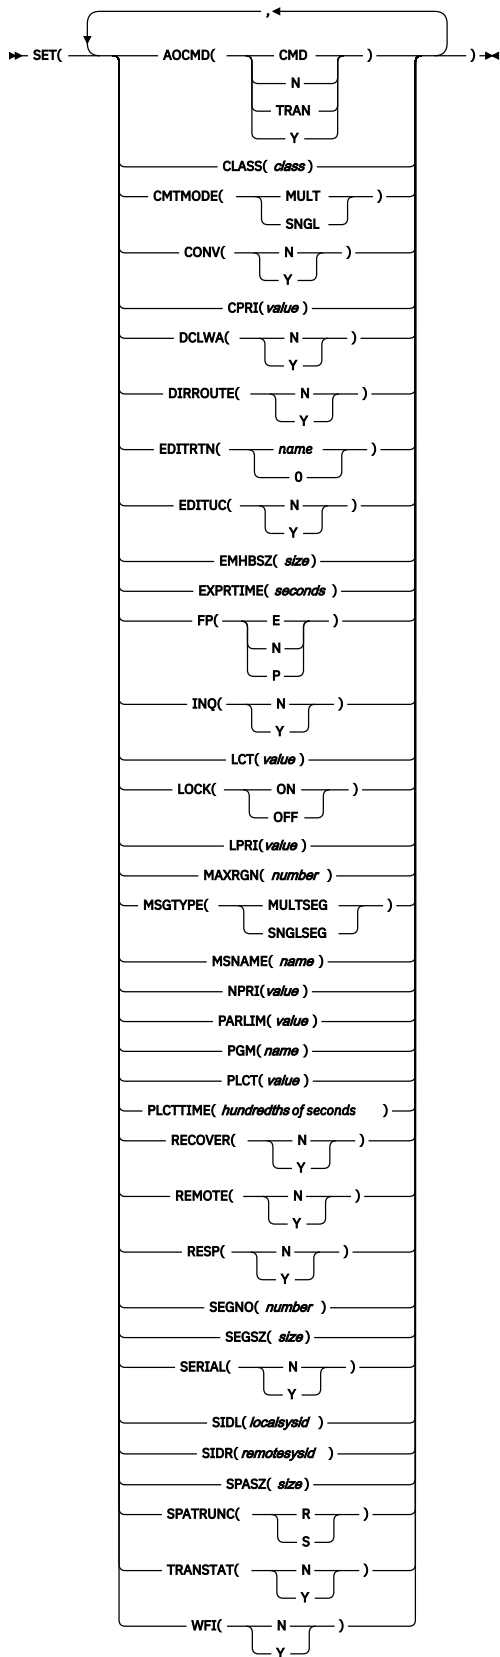 ,
SET( AOCMD( CMD ) )
N
TRAN
Y
CLASS( class )
CMTMODE( MULT )
SNGL
CONV( N )
Y
CPRI( value )
DCLWA( N )
Y
DIRROUTE( N )
Y
EDITRTN( name )
0
EDITUC( N )
Y
EMHBSZ( size )
EXPRTIME( seconds )
FP( E )
N
P
INQ( N )
Y
LCT( value )
LOCK( ON )
OFF
LPRI( value )
MAXRGN( number )
MSGTYPE( MULTSEG )
SNGLSEG
MSNAME( name )
NPRI( value )
PARLIM( value )
PGM( name )
PLCT( value )
PLCTTIME( hundredths of seconds )
RECOVER( N )
Y
REMOTE( N )
Y
RESP( N )
Y
SEGNO( number )
SEGSZ( size )
SERIAL( N )
Y
SIDL( localsysid )
SIDR( remotesysid )
SPASZ( size )
SPATRUNC( R )
S
TRANSTAT( N )
Y
WFI( N )
Y